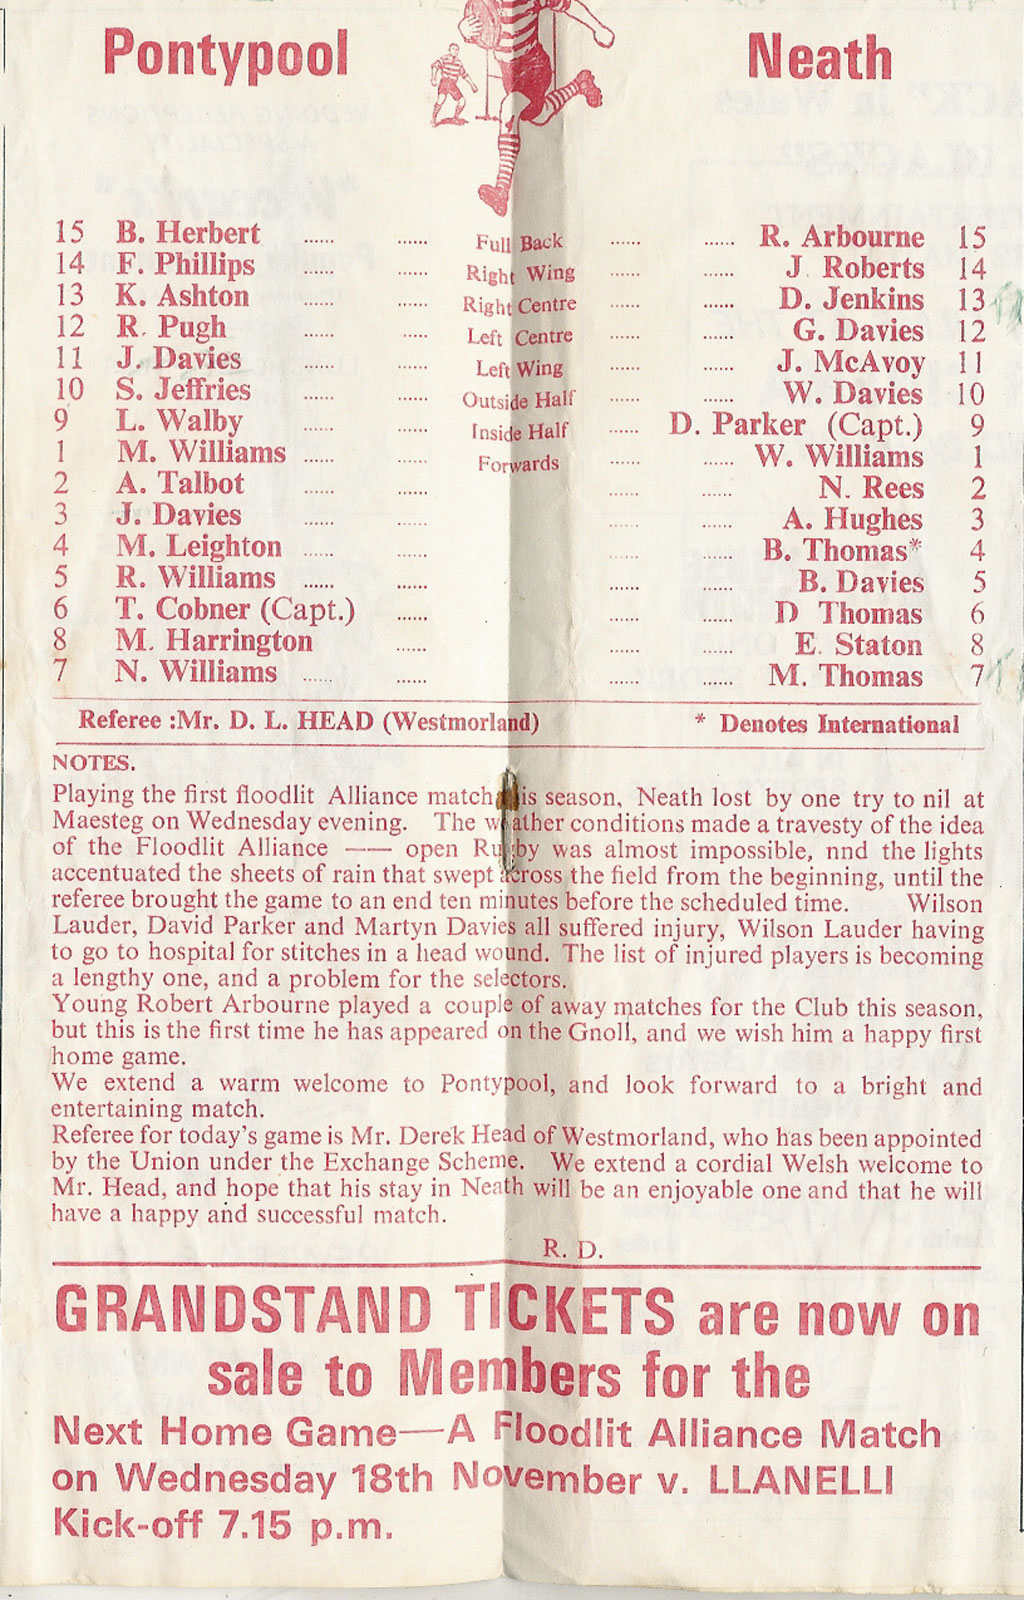 Pontypool Neath
15 B. Herbert ...... ...... Full Back ...... ...... R. Arbourne 15
14 F. Phillips ...... ...... Right Wing ...... ...... J. Roberts 14
13 K. Ashton ...... ...... Right Centre ...... ...... D. Jenkins 13
12 R. Pugh ...... ...... Left Centre ...... ...... G. Davies 12
11 J. Davies ...... ...... Left Wing ...... ...... J. McAvoy 11
10 S. Jeffries ...... ...... Outside Half ...... ...... W. Davies 10
9 L. Walby ...... ...... Inside Half ...... D. Parker (Capt.) 9
1 M. Williams ...... ...... Forwards ...... ...... W. Williams 1
2 A. Talbot ...... ...... ...... ...... N. Rees 2
3 J. Davies ...... ...... ...... ...... A. Hughes 3
4 M. Leighton ...... ...... ...... ...... B. Thomas* 4
5 R. Williams ...... ...... ...... ...... B. Davies 5
6 T. Cobner (Capt.) ...... ...... ...... D Thomas 6
8 M. Harrington ...... ...... ...... E. Staton 8
7 N. Williams ...... ...... ...... ...... M. Thomas 7
Referee :Mr. D. L. HEAD (Westmorland) * Denotes International
NOTES.
Playing the first floodlit Alliance match this season, Neath lost by one try to nil at
Maesteg on Wednesday evening. The weather conditions made a travesty of the idea
of the Floodlit Alliance —— open Rugby was almost impossible, nnd the lights
accentuated the sheets of rain that swept across the field from the beginning, until the
referee brought the game to an end ten minutes before the scheduled time. Wilson
Lauder, David Parker and Martyn Davies all suffered injury, Wilson Lauder having
to go to hospital for stitches in a head wound. The list of injured players is becoming
a lengthy one, and a problem for the selectors.
Young Robert Arbourne played a couple of away matches for the Club this season,
but this is the first time he has appeared on the Gnoll, and we wish him a happy first
home game.
We extend a warm welcome to Pontypool, and look forward to a bright and
entertaining match.
Referee for today's game is Mr. Derek Head of Westmorland, who has been appointed
by the Union under the Exchange Scheme. We extend a cordial Welsh welcome to
Mr. Head, and hope that his stay in Neath will be an enjoyable one and that he will
have a happy and successful match.
R. D.
GRANDSTAND TICKETS are now on
sale to Members for the
Next Home Game—A Floodlit Alliance Match
on Wednesday 18th November v. LLANELLI
Kick-off 7.15 p.m.